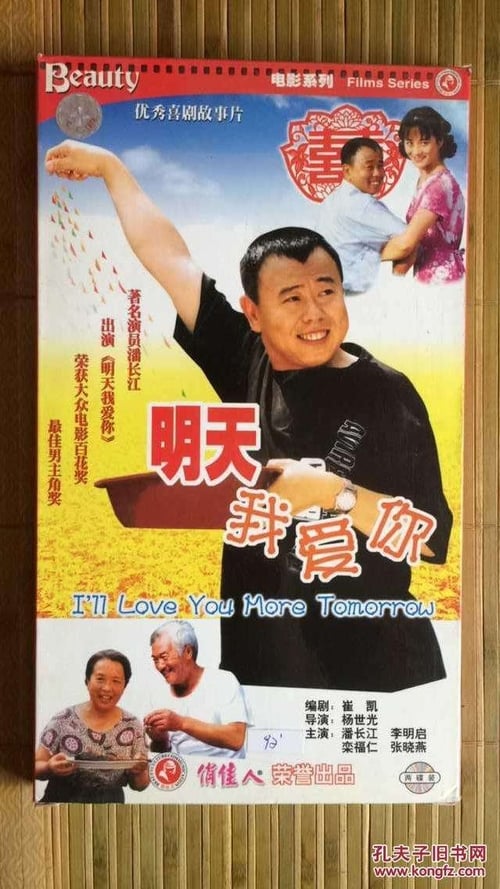 Beauty
电影系列 Films Series
优秀喜剧故事片
囍
著名演员潘长江
出演《明天我爱你》
荣获大众电影百花奖
最佳男主角奖
明天
我爱你
I'll Love You More Tomorrow
编剧：崔 凯
导演：杨世光
主演：潘长江 李明启
栾福仁 张晓燕
92'
俏佳人 荣誉出品
两碟装
孔夫子旧书网
www.kongfz.com